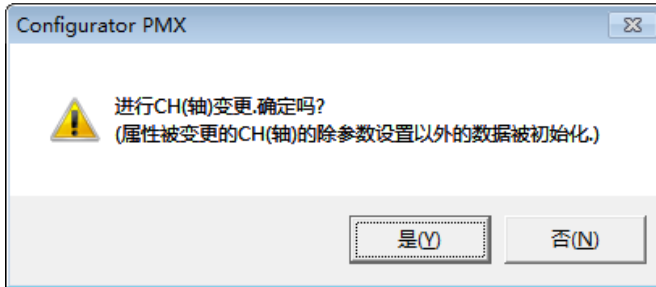 Configurator PMX
进行CH(轴)变更.确定吗?
(属性被变更的CH(轴)的除参数设置以外的数据被初始化.)
是(Y)
否(N)